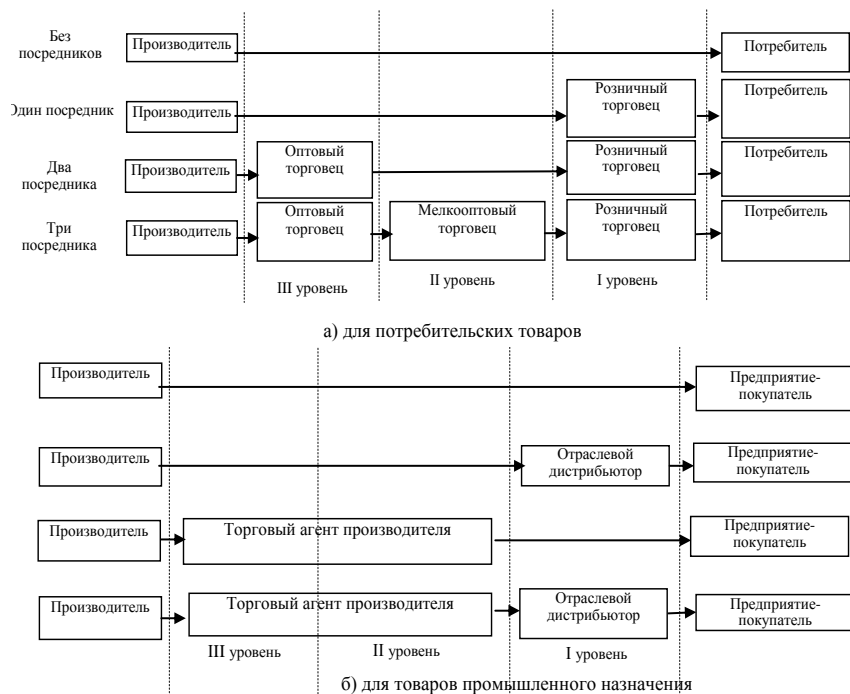 Без
посредников
Производитель
Потребитель
Один посредник
Производитель
Розничный
торговец
Потребитель
Два
посредника
Производитель
Оптовый
торговец
Розничный
торговец
Потребитель
Три
посредника
Производитель
Оптовый
торговец
Мелкооптовый
торговец
Розничный
торговец
Потребитель
III уровень
II уровень
I уровень
а) для потребительских товаров
Производитель
Предприятие-
покупатель
Производитель
Отраслевой
дистрибьютор
Предприятие-
покупатель
Производитель
Торговый агент производителя
Предприятие-
покупатель
Производитель
Торговый агент производителя
Отраслевой
дистрибьютор
Предприятие-
покупатель
III уровень
II уровень
I уровень
б) для товаров промышленного назначения